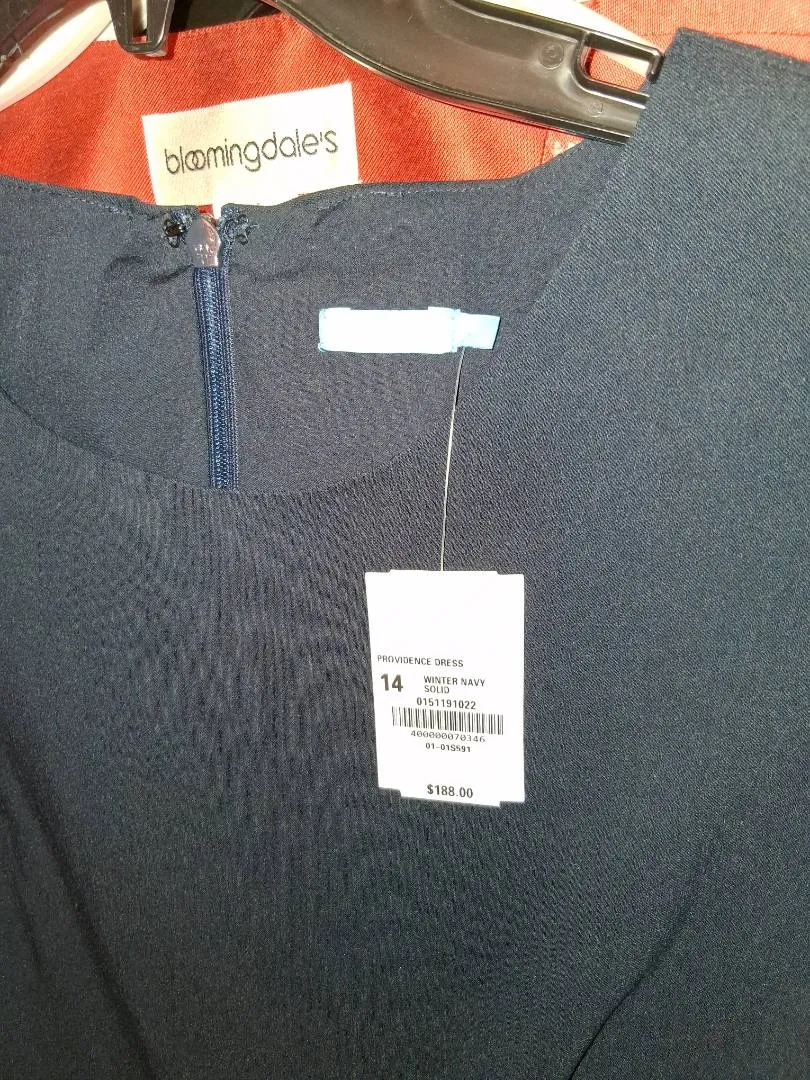 bloomingdale's
PROVIDENCE DRESS
14 WINTER NAVY
SOLID
0151191022
400000070346
01-01S591
$188.00